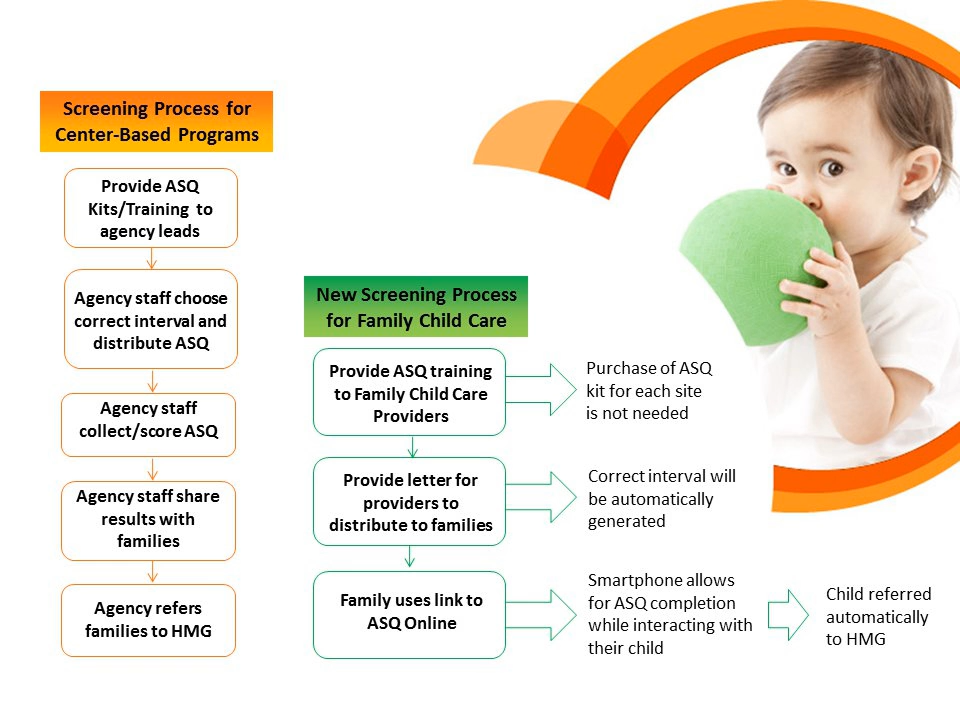 Screening Process for
Center-Based Programs
Provide ASQ
Kits/Training to
agency leads
Agency staff choose
correct interval and
distribute ASQ
Agency staff
collect/score ASQ
Agency staff share
results with
families
Agency refers
families to HMG
New Screening Process
for Family Child Care
Provide ASQ training
to Family Child Care
Providers
Purchase of ASQ
kit for each site
is not needed
Provide letter for
providers to
distribute to families
Correct interval will
be automatically
generated
Family uses link to
ASQ Online
Smartphone allows
for ASQ completion
while interacting with
their child
Child referred
automatically
to HMG